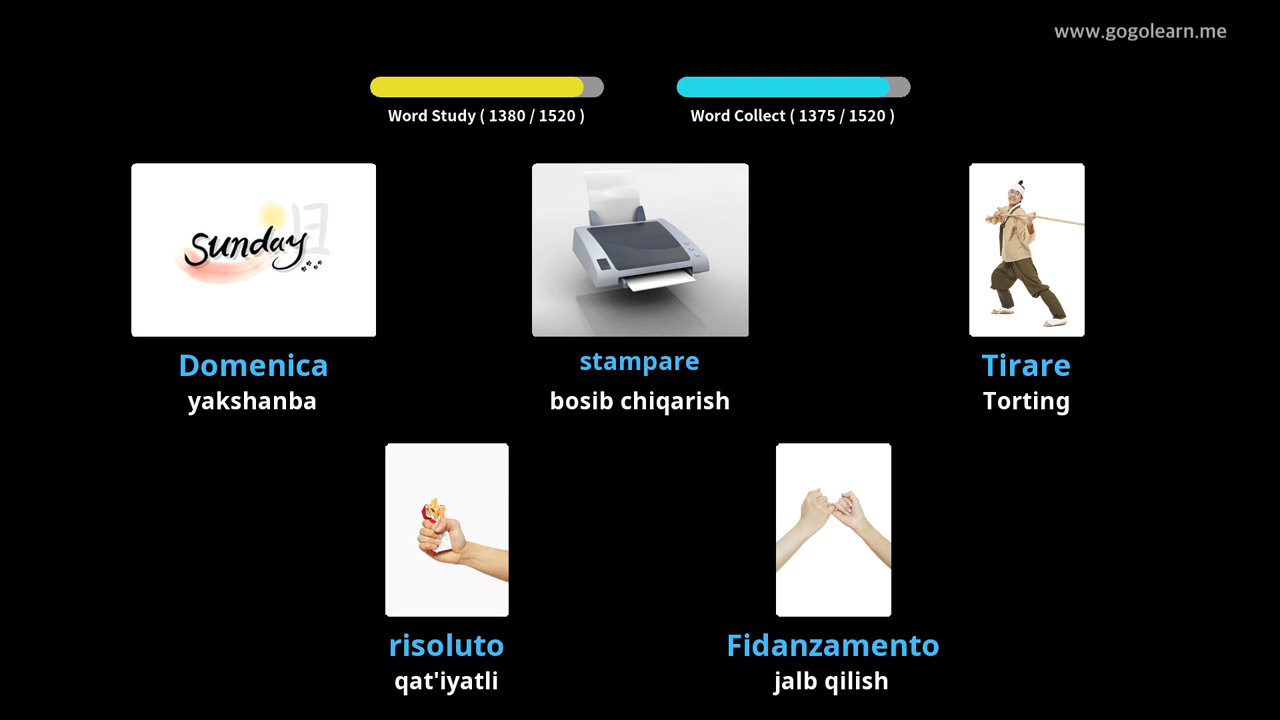 www.gogolearn.me
Word Study ( 1380 / 1520 )
Word Collect ( 1375 / 1520 )
Sunday
日
Domenica
yakshanba
stampare
bosib chiqarish
Tirare
Torting
risoluto
qat'iyatli
Fidanzamento
jalb qilish